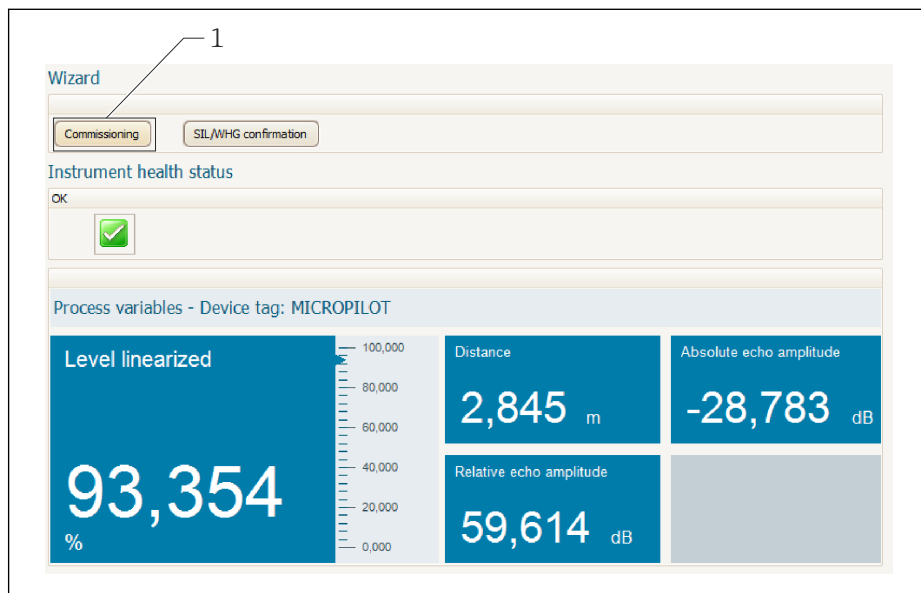 1
Wizard
Commissioning SIL/WHG confirmation
Instrument health status
OK
Process variables - Device tag: MICROPILOT
Level linearized
93,354
%
100,000
80,000
60,000
40,000
20,000
0,000
Distance
2,845 m
Absolute echo amplitude
-28,783 dB
Relative echo amplitude
59,614 dB